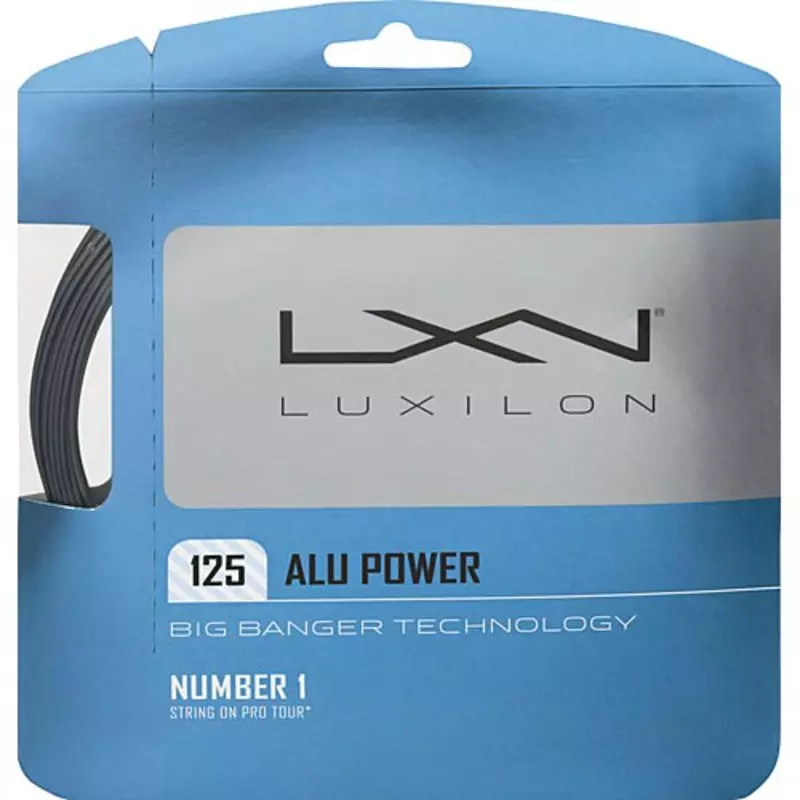 LXN®
LUXILON
125 ALU POWER
BIG BANGER TECHNOLOGY
NUMBER 1
STRING ON PRO TOUR*